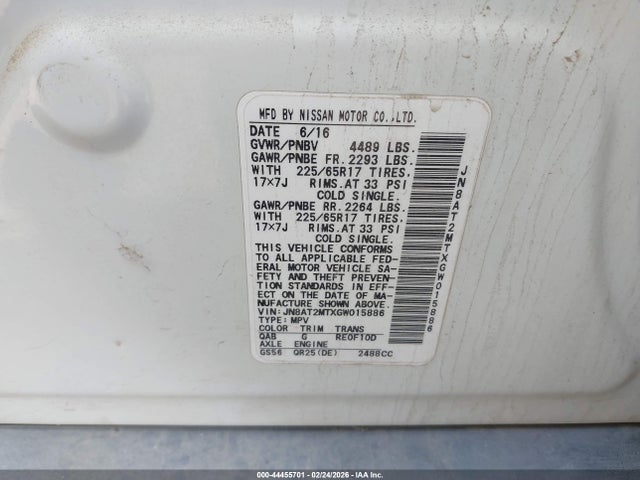 MFD BY NISSAN MOTOR CO.,LTD.
DATE 6/16
GVWR/PNBV 4489 LBS.
GAWR/PNBE FR. 2293 LBS.
WITH 225/65R17 TIRES.
17×7J RIMS.AT 33 PSI
COLD SINGLE.
GAWR/PNBE RR. 2264 LBS.
WITH 225/65R17 TIRES.
17×7J RIMS.AT 33 PSI
COLD SINGLE.
THIS VEHICLE CONFORMS
TO ALL APPLICABLE FED-
ERAL MOTOR VEHICLE SA-
FETY AND THEFT PREVEN-
TION STANDARDS IN EFF-
ECT ON THE DATE OF MA-
NUFACTURE SHOWN ABOVE.
VIN: JN8AT2MTXGW015886
TYPE: MPV
COLOR TRIM TRANS
QAB G RE0F10D
AXLE ENGINE
GS56 QR25(DE) 2488CC
JN8AT2MTXGW015886
000-44455701 - 02/24/2026 - IAA Inc.